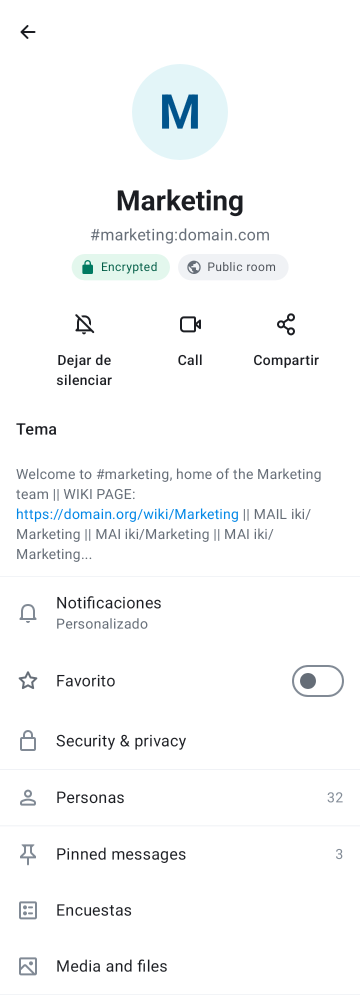 M
Marketing
#marketing:domain.com
Encrypted
Public room
Dejar de
silenciar
Call
Compartir
Tema
Welcome to #marketing, home of the Marketing
team || WIKI PAGE:
https://domain.org/wiki/Marketing || MAIL iki/
Marketing || MAI iki/Marketing || MAI iki/
Marketing...
Notificaciones
Personalizado
Favorito
Security & privacy
Personas 32
Pinned messages 3
Encuestas
Media and files